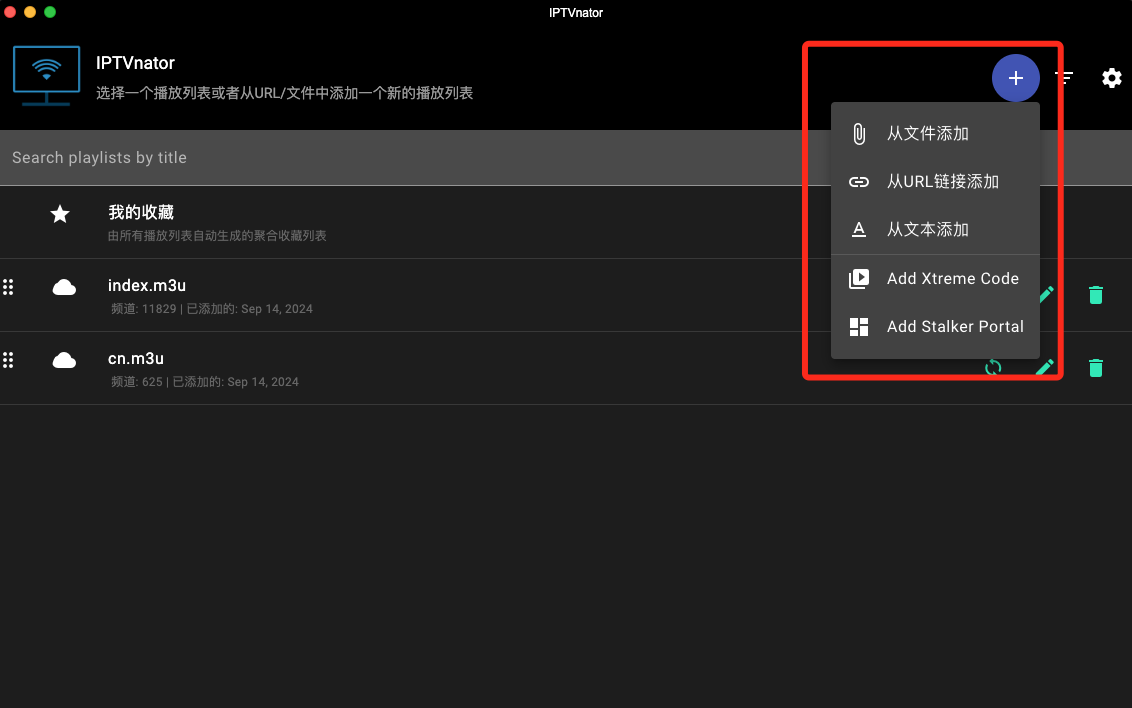 IPTVnator
IPTVnator
选择一个播放列表或者从URL/文件中添加一个新的播放列表
Search playlists by title
从文件添加
从URL链接添加
从文本添加
Add Xtreme Code
Add Stalker Portal
我的收藏
由所有播放列表自动生成的聚合收藏列表
index.m3u
频道: 11829 | 已添加的: Sep 14, 2024
cn.m3u
频道: 625 | 已添加的: Sep 14, 2024